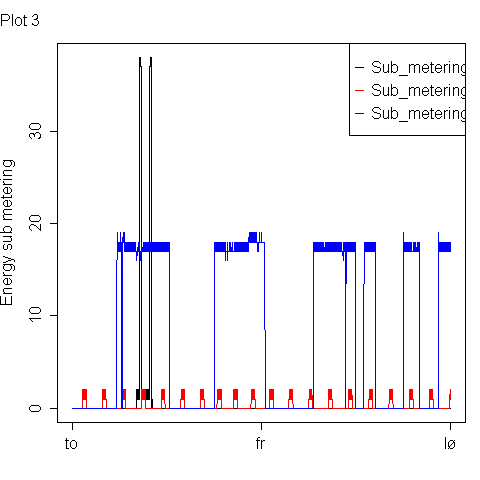 Plot 3
Sub_metering
Sub_metering
Sub_metering
Energy sub metering
30
20
10
0
to fr lø